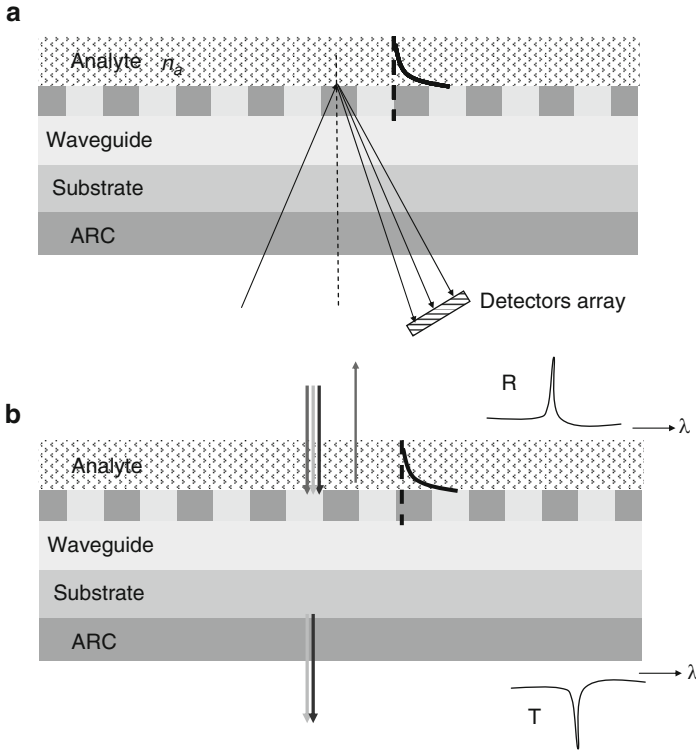 a
Analyte n_a
Waveguide
Substrate
ARC
Detectors array
R
λ
b
Analyte
Waveguide
Substrate
ARC
λ
T